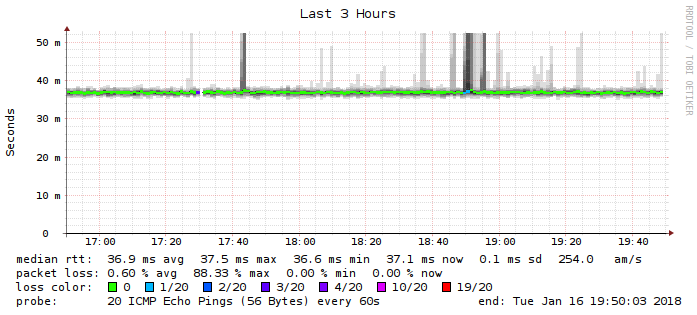 Last 3 Hours
RRDTOOL / TOBI OETIKER
Seconds
50 m
40 m
30 m
20 m
10 m
0
17:00 17:20 17:40 18:00 18:20 18:40 19:00 19:20 19:40
median rtt: 36.9 ms avg 37.5 ms max 36.6 ms min 37.1 ms now 0.1 ms sd 254.0 am/s
packet loss: 0.60 % avg 88.33 % max 0.00 % min 0.00 % now
loss color: 0 1/20 2/20 3/20 4/20 10/20 19/20
probe: 20 ICMP Echo Pings (56 Bytes) every 60s end: Tue Jan 16 19:50:03 2018